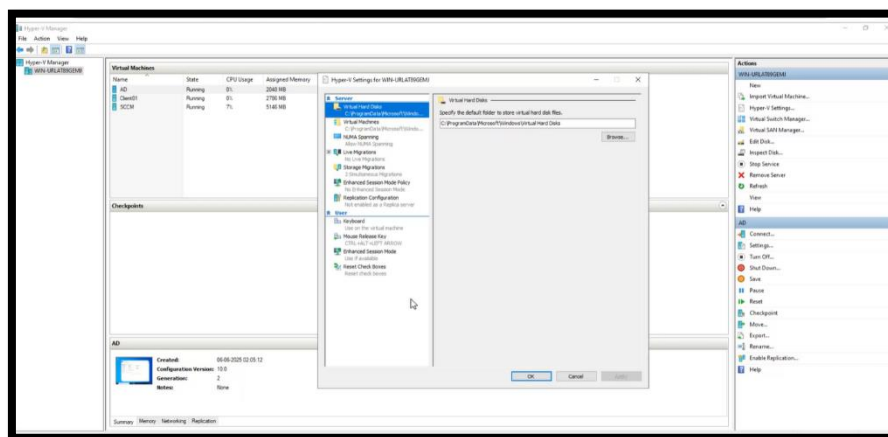 Hyper-V Manager
File Action View Help
Hyper-V Manager
WIN-URLAT89GEMJ
Virtual Machines
Name State CPU Usage Assigned Memory
AD Running 0% 2048 MB
Client01 Running 0% 2798 MB
SCCM Running 7% 5146 MB
Checkpoints
AD
Created: 06-06-2025 02:05:12
Configuration Version: 10.0
Generation: 2
Notes: None
Summary Memory Networking Replication
Hyper-V Settings for WIN-URLAT89GEMJ
Server
Virtual Hard Disks
C:\ProgramData\Microsoft\Windo...
Virtual Machines
C:\ProgramData\Microsoft\Windo...
NUMA Spanning
Allow NUMA Spanning
Live Migrations
No Live Migrations
Storage Migrations
2 Simultaneous Migrations
Enhanced Session Mode Policy
No Enhanced Session Mode
Replication Configuration
Not enabled as a Replica server
User
Keyboard
Use on the virtual machine
Mouse Release Key
CTRL+ALT+LEFT ARROW
Enhanced Session Mode
Use if available
Reset Check Boxes
Reset check boxes
Virtual Hard Disks
Specify the default folder to store virtual hard disk files.
C:\ProgramData\Microsoft\Windows\Virtual Hard Disks
Browse...
OK Cancel Apply
Actions
WIN-URLAT89GEMJ
New
Import Virtual Machine...
Hyper-V Settings...
Virtual Switch Manager...
Virtual SAN Manager...
Edit Disk...
Inspect Disk...
Stop Service
Remove Server
Refresh
View
Help
AD
Connect...
Settings...
Turn Off...
Shut Down...
Save
Pause
Reset
Checkpoint
Move...
Export...
Rename...
Enable Replication...
Help